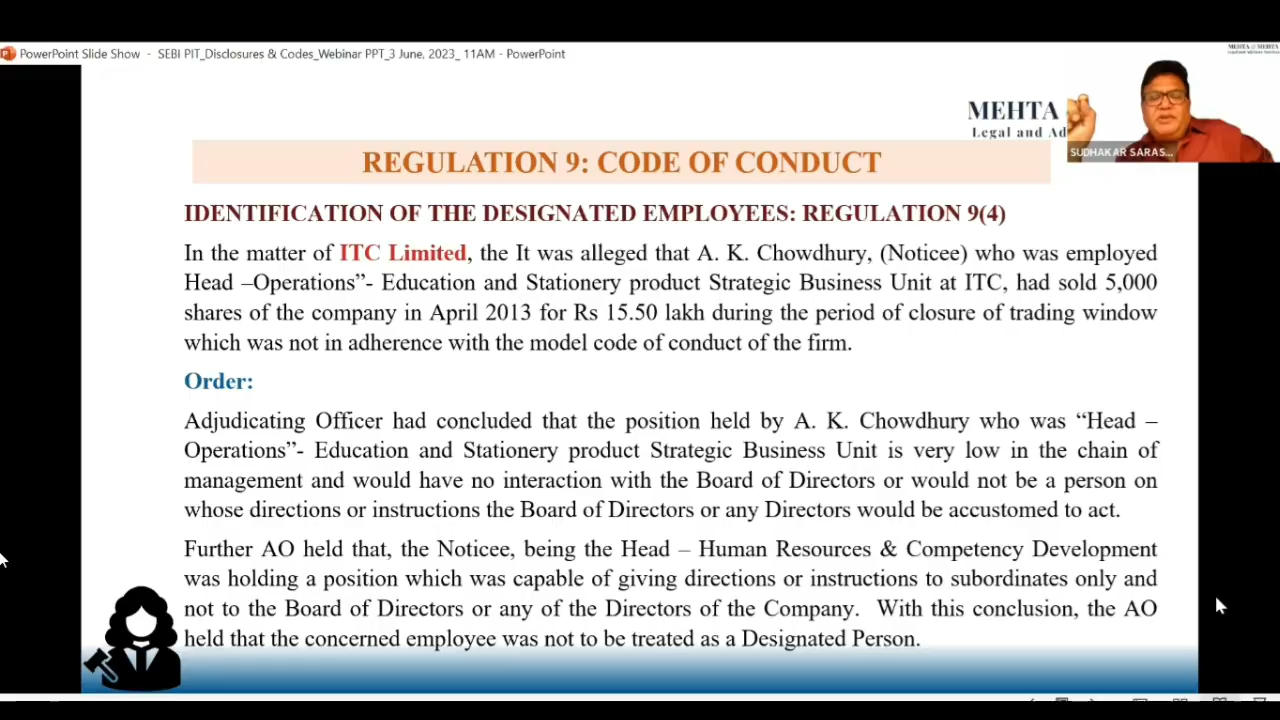 PowerPoint Slide Show - SEBI PIT_Disclosures & Codes_Webinar PPT_3 June, 2023_ 11AM - PowerPoint
MEHTA & MEHTA
MEHTA
Legal and Ad
SUDHAKAR SARAS...
REGULATION 9: CODE OF CONDUCT
IDENTIFICATION OF THE DESIGNATED EMPLOYEES: REGULATION 9(4)
In the matter of ITC Limited, the It was alleged that A. K. Chowdhury, (Noticee) who was employed
Head –Operations”- Education and Stationery product Strategic Business Unit at ITC, had sold 5,000
shares of the company in April 2013 for Rs 15.50 lakh during the period of closure of trading window
which was not in adherence with the model code of conduct of the firm.
Order:
Adjudicating Officer had concluded that the position held by A. K. Chowdhury who was “Head –
Operations”- Education and Stationery product Strategic Business Unit is very low in the chain of
management and would have no interaction with the Board of Directors or would not be a person on
whose directions or instructions the Board of Directors or any Directors would be accustomed to act.
Further AO held that, the Noticee, being the Head – Human Resources & Competency Development
was holding a position which was capable of giving directions or instructions to subordinates only and
not to the Board of Directors or any of the Directors of the Company. With this conclusion, the AO
held that the concerned employee was not to be treated as a Designated Person.